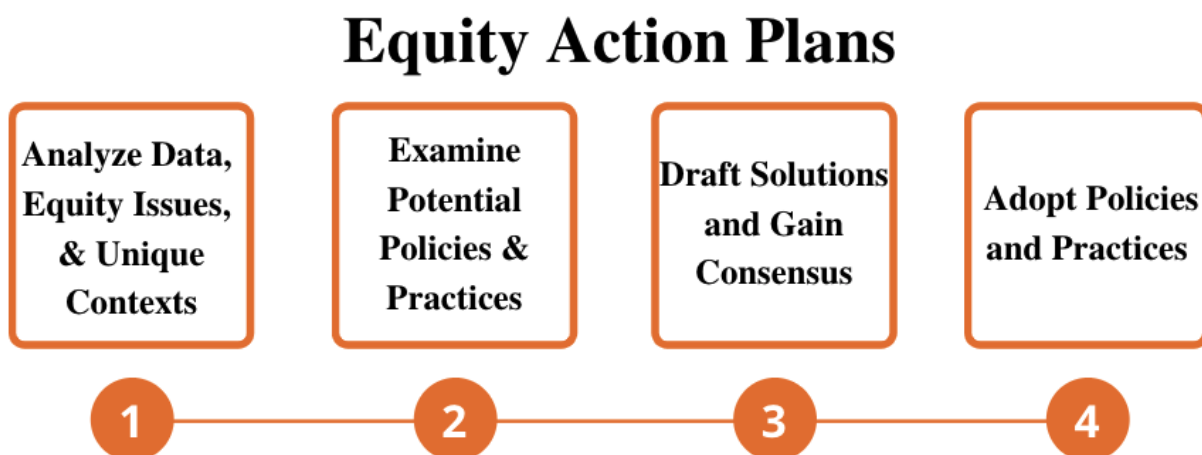 Equity Action Plans
Analyze Data,
Equity Issues,
& Unique
Contexts
Examine
Potential
Policies &
Practices
Draft Solutions
and Gain
Consensus
Adopt Policies
and Practices
1
2
3
4